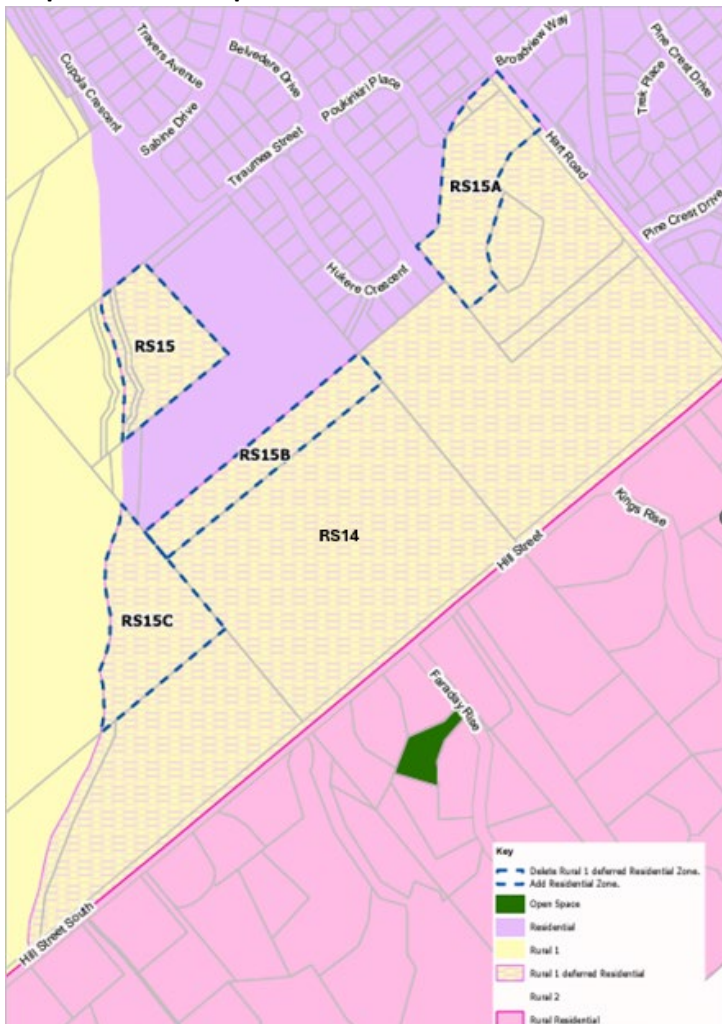 Broadview Way
Travers Avenue
Belvedere Drive
Pine Crest Drive
Cupola Crescent
Poukirikiri Place
Trek Place
Sabine Drive
Tiraumea Street
Hart Road
RS15A
Pine Crest Drive
Hukere Crescent
RS15
RS15B
RS14
Kings Rise
Hill Street
RS15C
Faraday Rise
Hill Street South
Key
Delete Rural 1 deferred Residential Zone.
Add Residential Zone.
Open Space
Residential
Rural 1
Rural 1 deferred Residential
Rural 2
Rural Residential